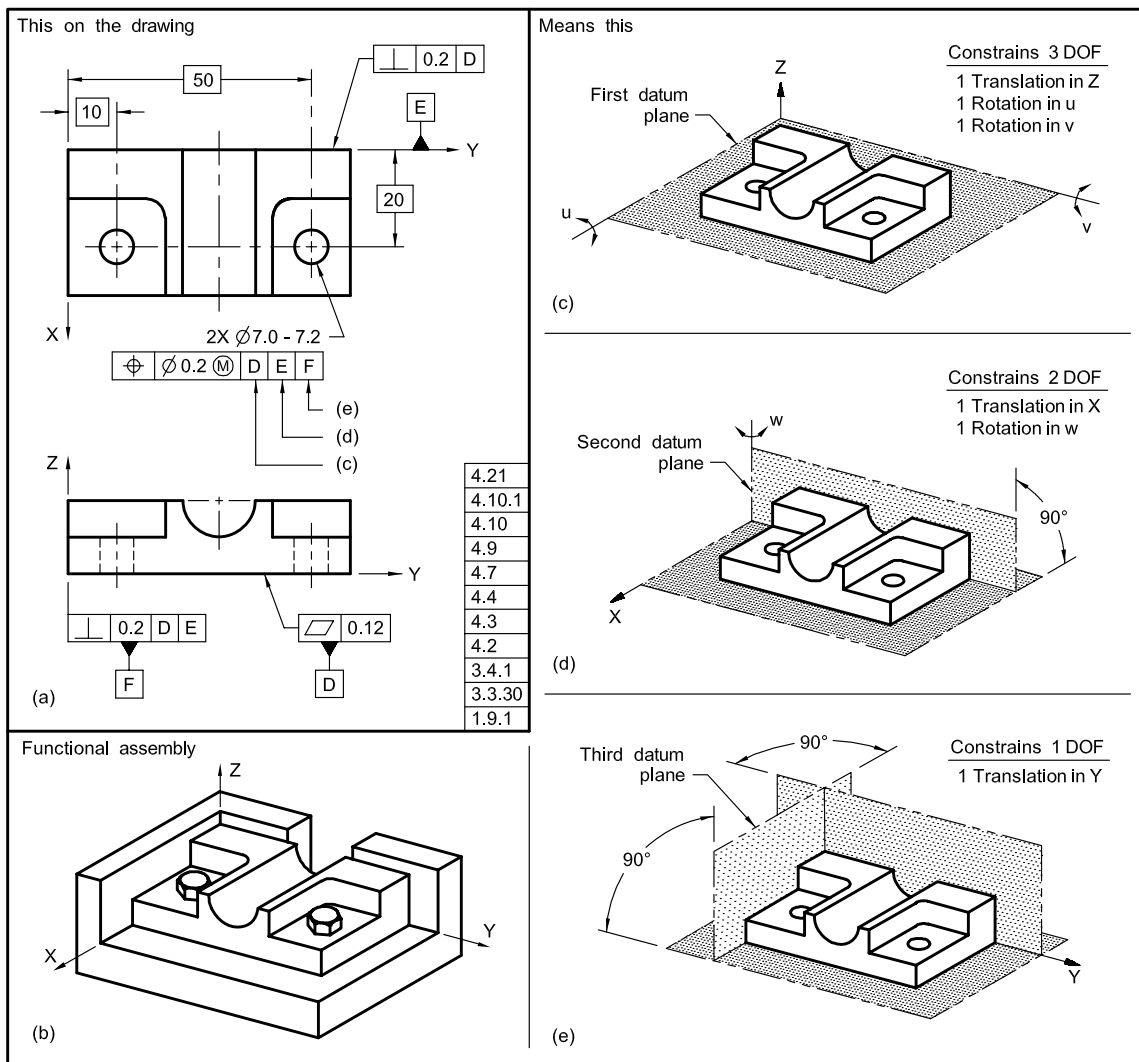 This on the drawing
⊥ 0.2 D
50
10
E
Y
20
X
2X ∅7.0 - 7.2
⌖ ∅0.2 Ⓜ D E F
(e)
(d)
(c)
Z
Y
⊥ 0.2 D E
F
⏥ 0.12
D
(a)
4.21
4.10.1
4.10
4.9
4.7
4.4
4.3
4.2
3.4.1
3.3.30
1.9.1
Functional assembly
Z
X
Y
(b)
Means this
Constrains 3 DOF
1 Translation in Z
1 Rotation in u
1 Rotation in v
Z
First datum
plane
u
v
(c)
Constrains 2 DOF
1 Translation in X
1 Rotation in w
w
Second datum
plane
90°
X
(d)
Constrains 1 DOF
1 Translation in Y
90°
Third datum
plane
90°
Y
(e)